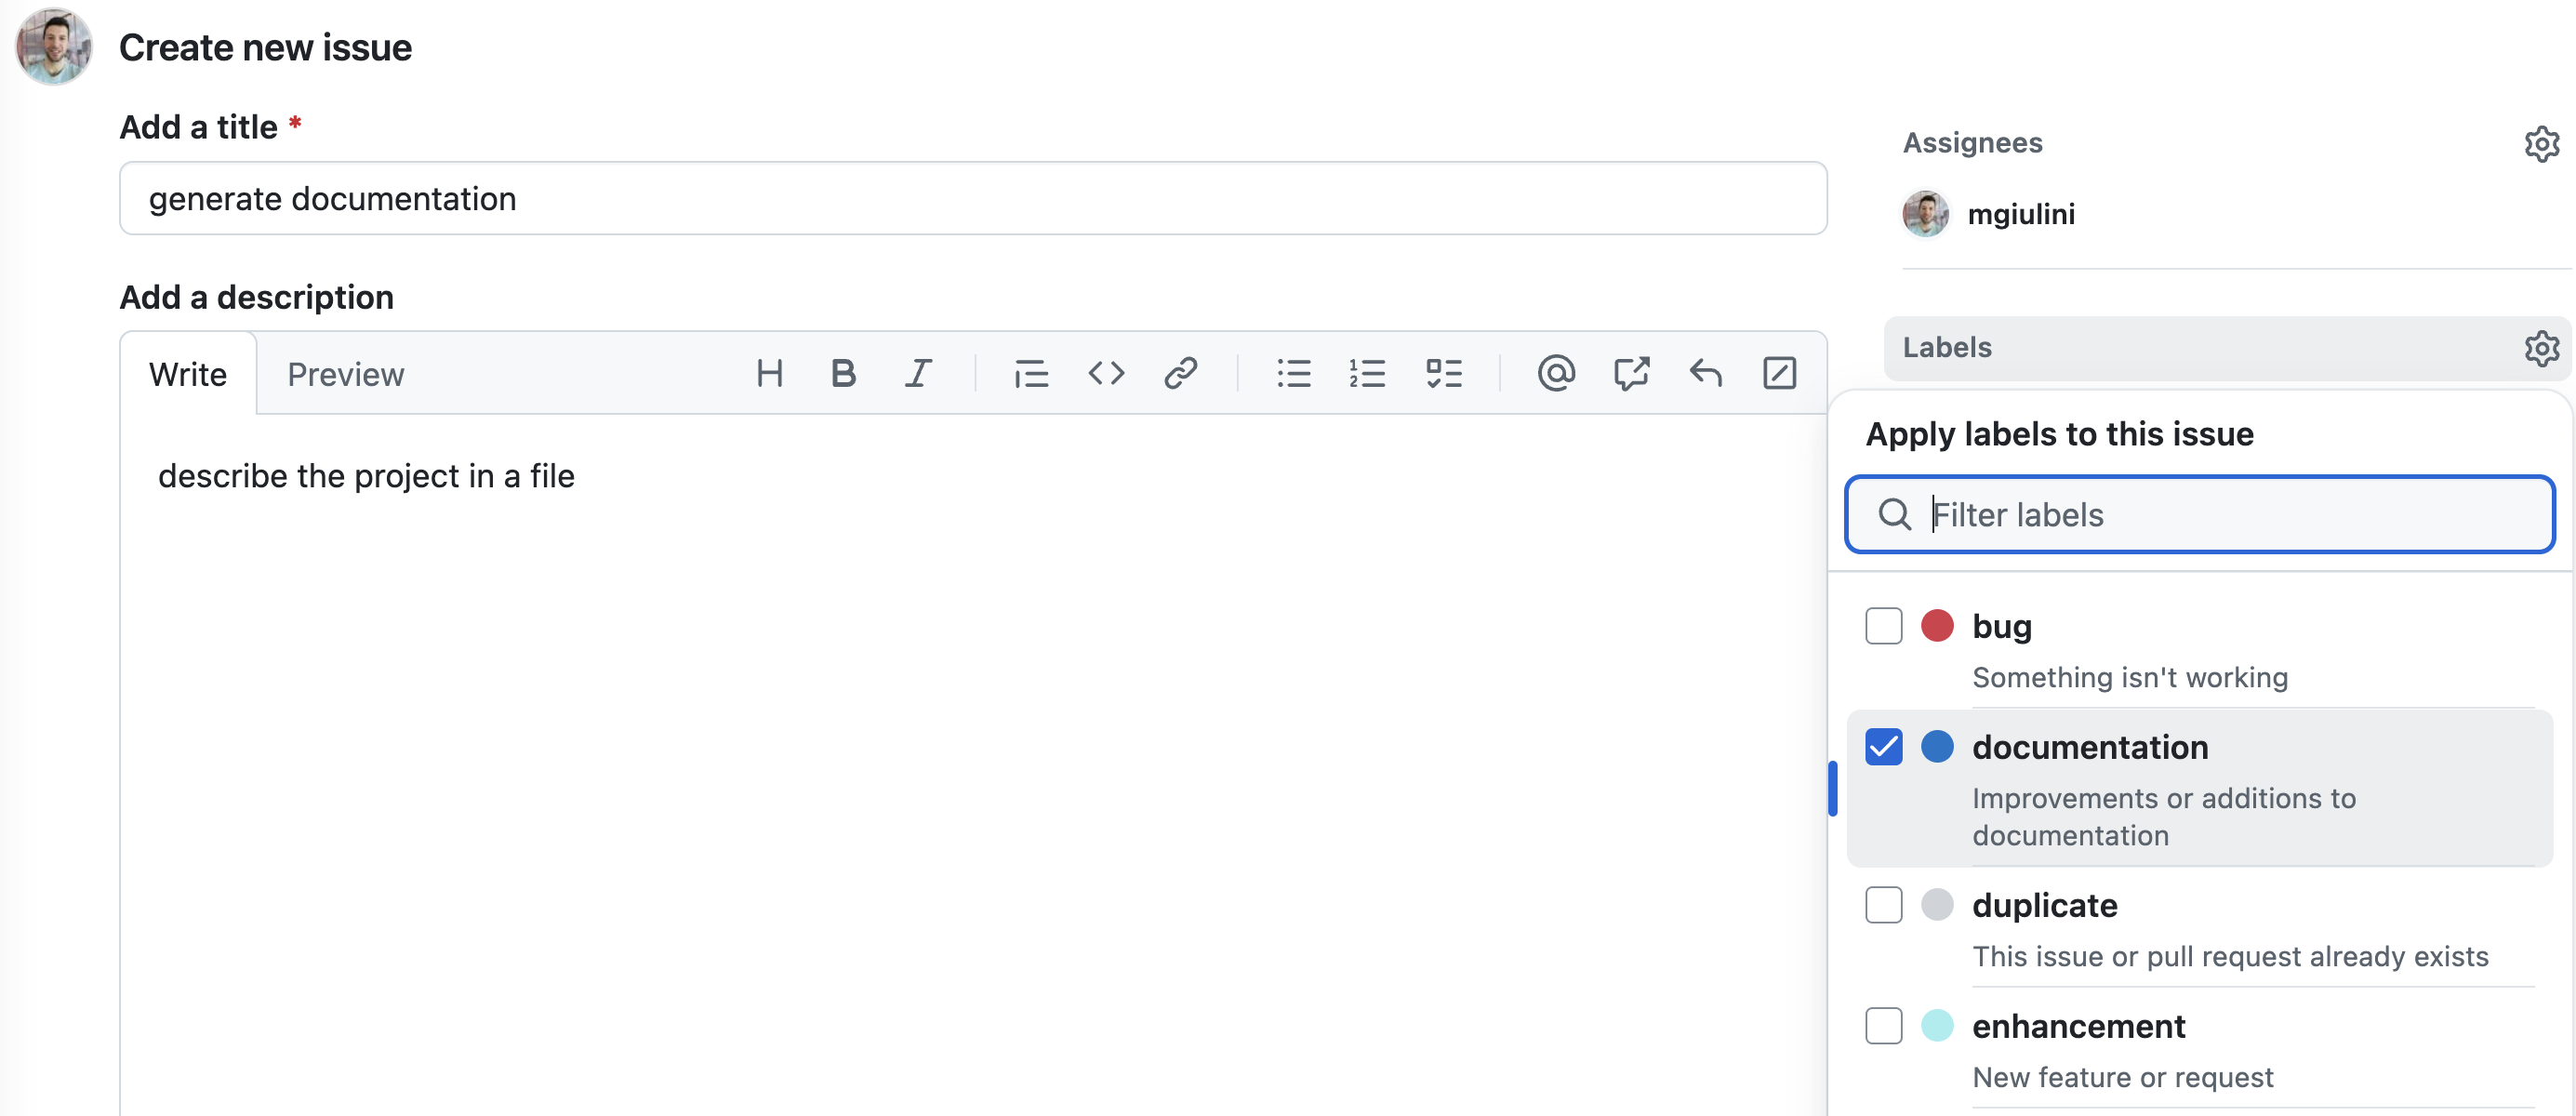 Create new issue
Add a title *
generate documentation
Add a description
Write
Preview
describe the project in a file
Assignees
mgiulini
Labels
Apply labels to this issue
Filter labels
bug
Something isn't working
documentation
Improvements or additions to
documentation
duplicate
This issue or pull request already exists
enhancement
New feature or request